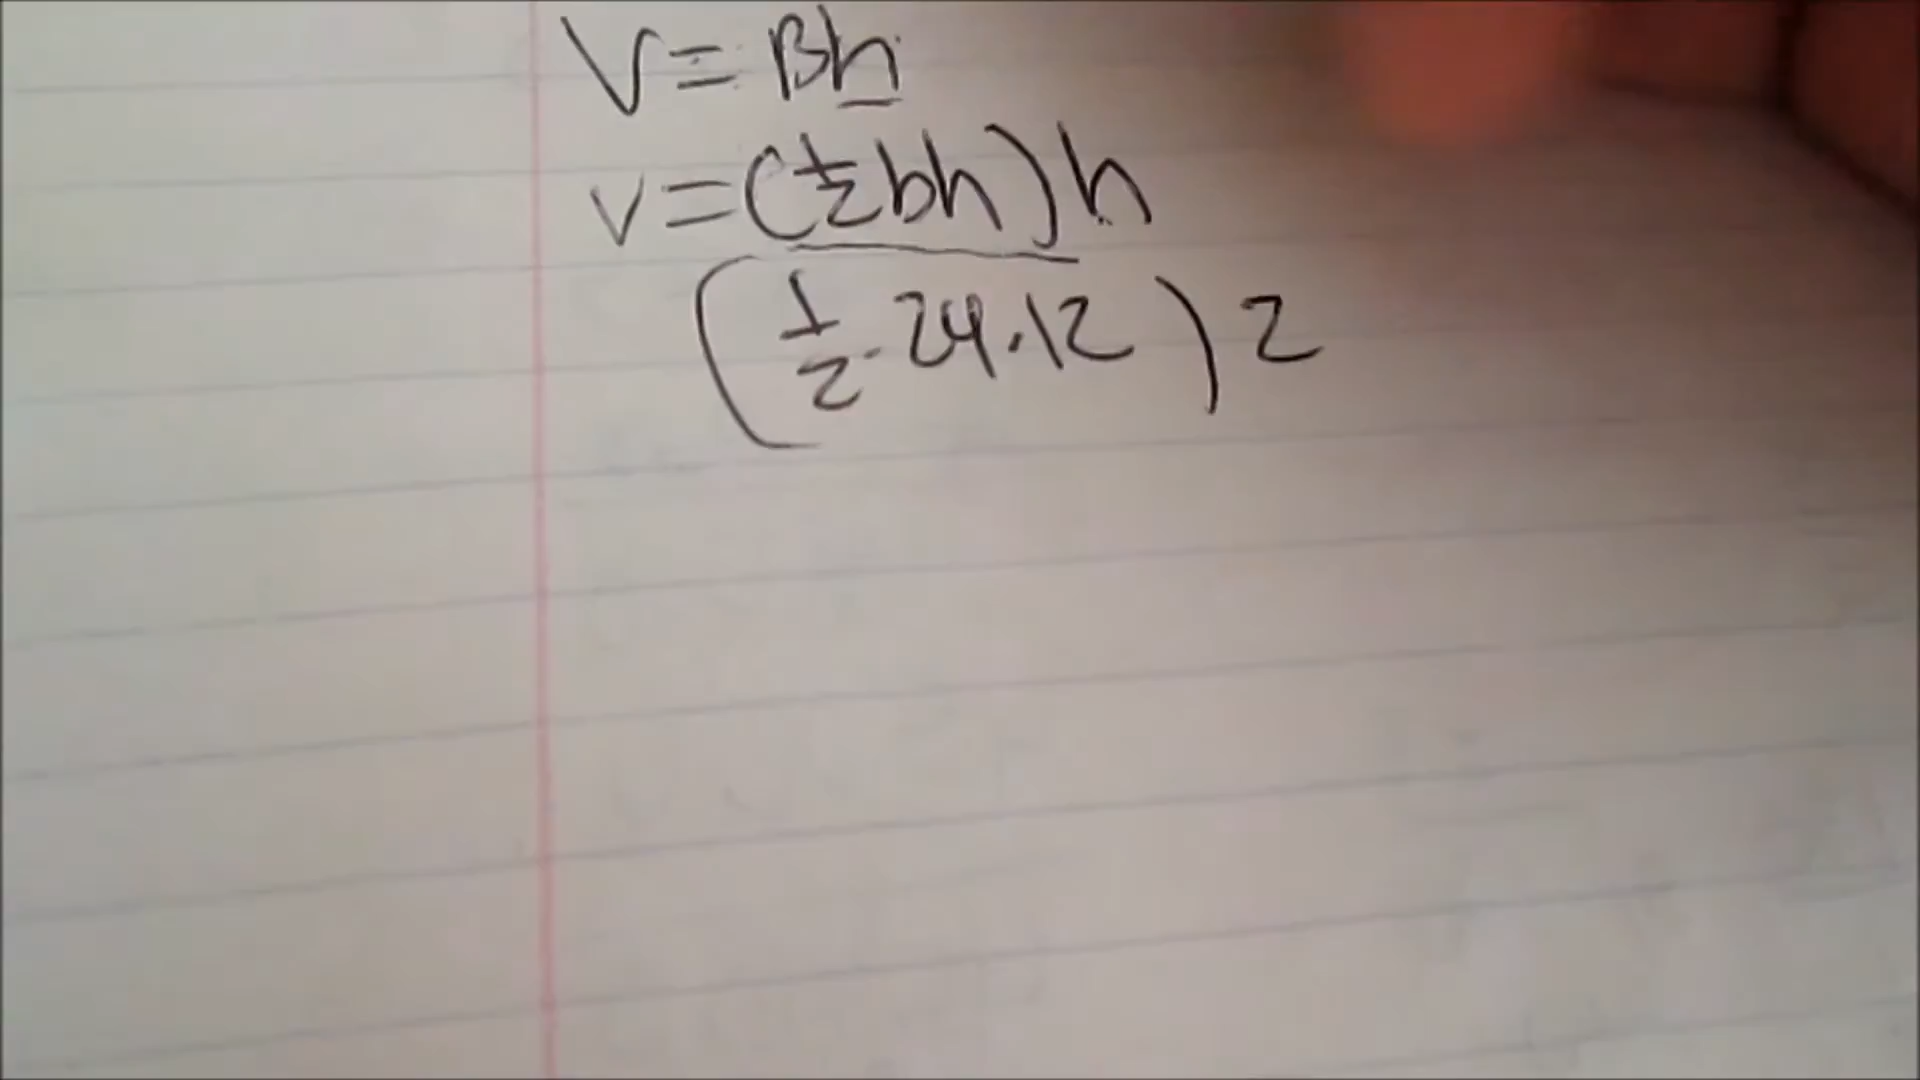 V = Bh
V = (½bh)h
(½·24·12)2